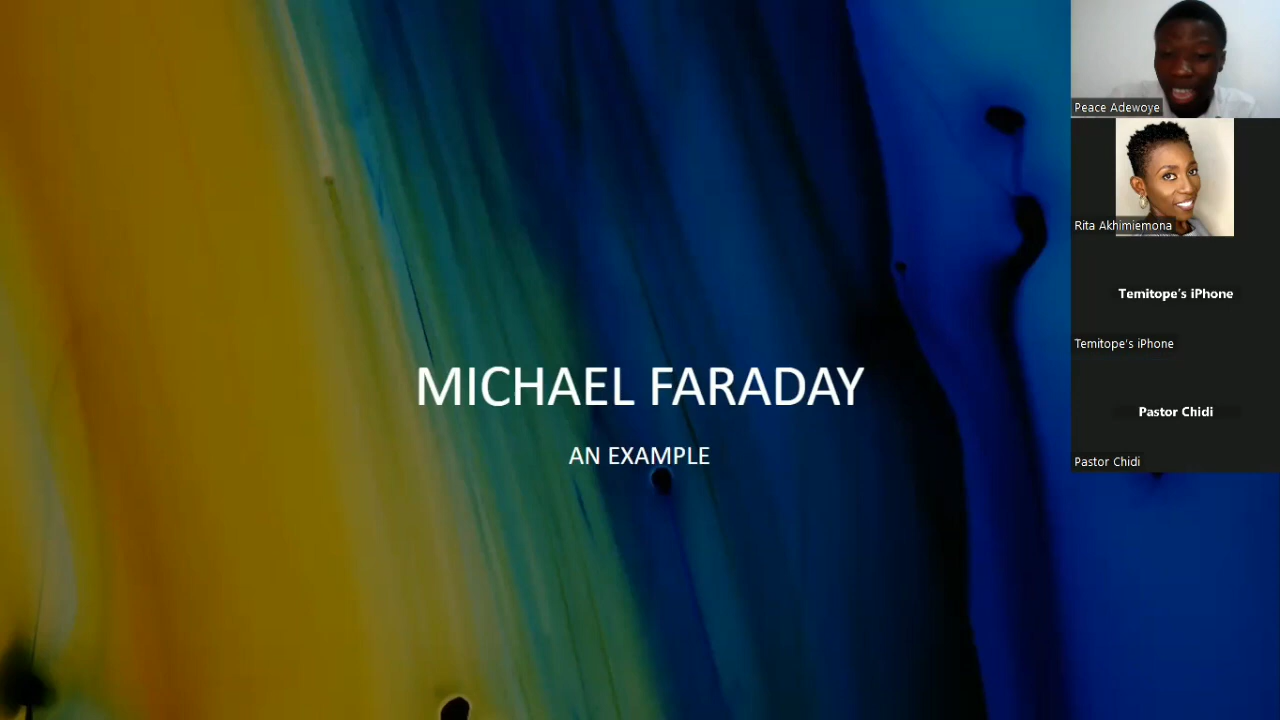 MICHAEL FARADAY
AN EXAMPLE
Peace Adewoye
Rita Akhimiemona
Temitope's iPhone
Temitope's iPhone
Pastor Chidi
Pastor Chidi